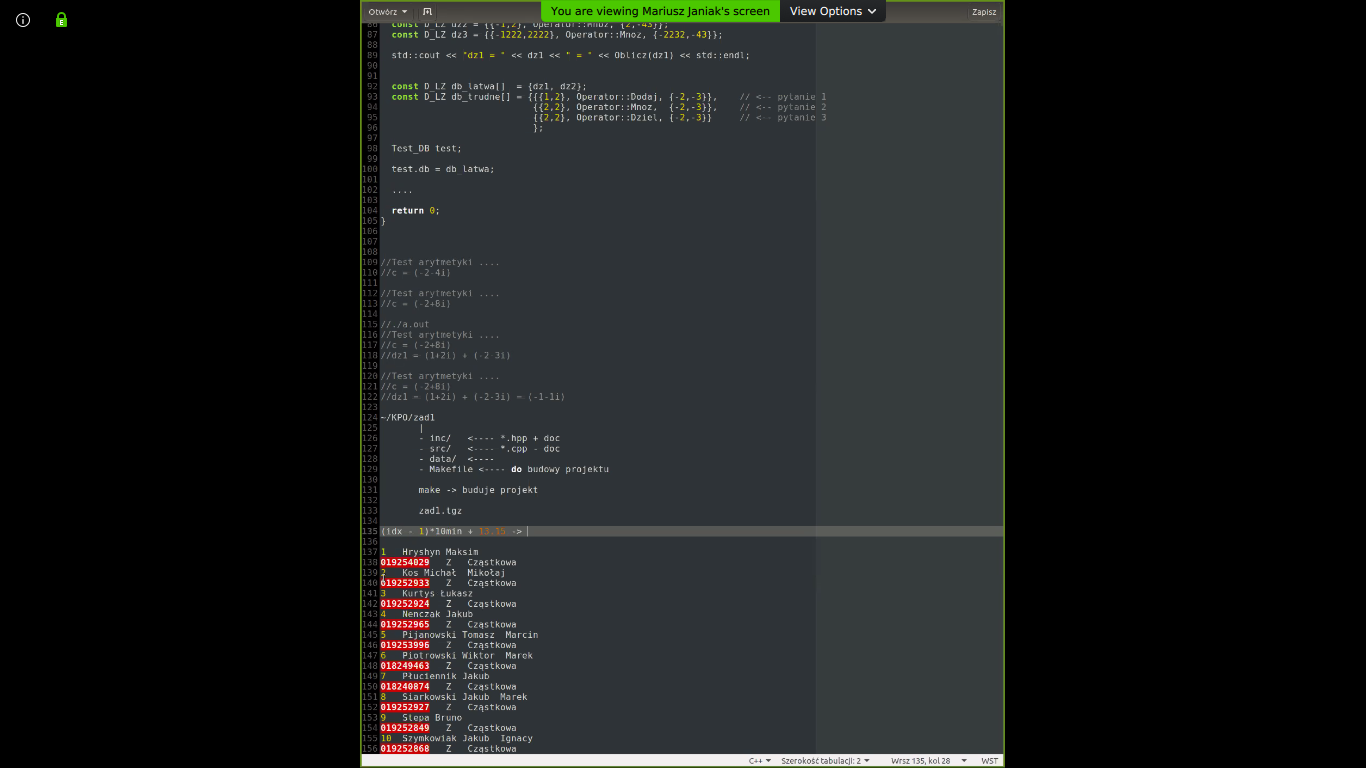 Otwórz
You are viewing Mariusz Janiak's screen
View Options
Zapisz
86 const D_LZ dz2 = {{-1,2}, Operator::Mnoz, {2,-43}};
87 const D_LZ dz3 = {{-1222,2222}, Operator::Mnoz, {-2232,-43}};
88
89 std::cout << "dz1 = " << dz1 << " = " << Oblicz(dz1) << std::endl;
90
91
92 const D_LZ db_latwa[]  = {dz1, dz2};
93 const D_LZ db_trudne[] = {{{1,2}, Operator::Dodaj, {-2,-3}}, // <-- pytanie 1
94 {{2,2}, Operator::Mnoz, {-2,-3}}, // <-- pytanie 2
95 {{2,2}, Operator::Dziel, {-2,-3}} // <-- pytanie 3
96 };
97
98 Test_DB test;
99
100 test.db = db_latwa;
101
102 ....
103
104 return 0;
105 }
106
107
108
109 //Test arytmetyki ....
110 //c = (-2-4i)
111
112 //Test arytmetyki ....
113 //c = (-2+8i)
114
115 //./a.out
116 //Test arytmetyki ....
117 //c = (-2+8i)
118 //dz1 = (1+2i) + (-2-3i)
119
120 //Test arytmetyki ....
121 //c = (-2+8i)
122 //dz1 = (1+2i) + (-2-3i) = (-1-1i)
123
124 ~/KPO/zad1
125 |
126 - inc/ <---- *.hpp + doc
127 - src/ <---- *.cpp - doc
128 - data/ <----
129 - Makefile <---- do budowy projektu
130
131 make -> buduje projekt
132
133 zad1.tgz
134
135 (idx - 1)*10min + 13.15 ->
136
137 1 Hryshyn Maksim
138 019254029 Z Cząstkowa
139 2 Kos Michał Mikołaj
140 019252933 Z Cząstkowa
141 3 Kurtys Łukasz
142 019252924 Z Cząstkowa
143 4 Nenczak Jakub
144 019252965 Z Cząstkowa
145 5 Pijanowski Tomasz Marcin
146 019253996 Z Cząstkowa
147 6 Piotrowski Wiktor Marek
148 018249463 Z Cząstkowa
149 7 Płuciennik Jakub
150 018240874 Z Cząstkowa
151 8 Siarkowski Jakub Marek
152 019252927 Z Cząstkowa
153 9 Stepa Bruno
154 019252849 Z Cząstkowa
155 10 Szymkowiak Jakub Ignacy
156 019252868 Z Cząstkowa
C++ Szerokość tabulacji: 2 Wrsz 135, kol 28 WST